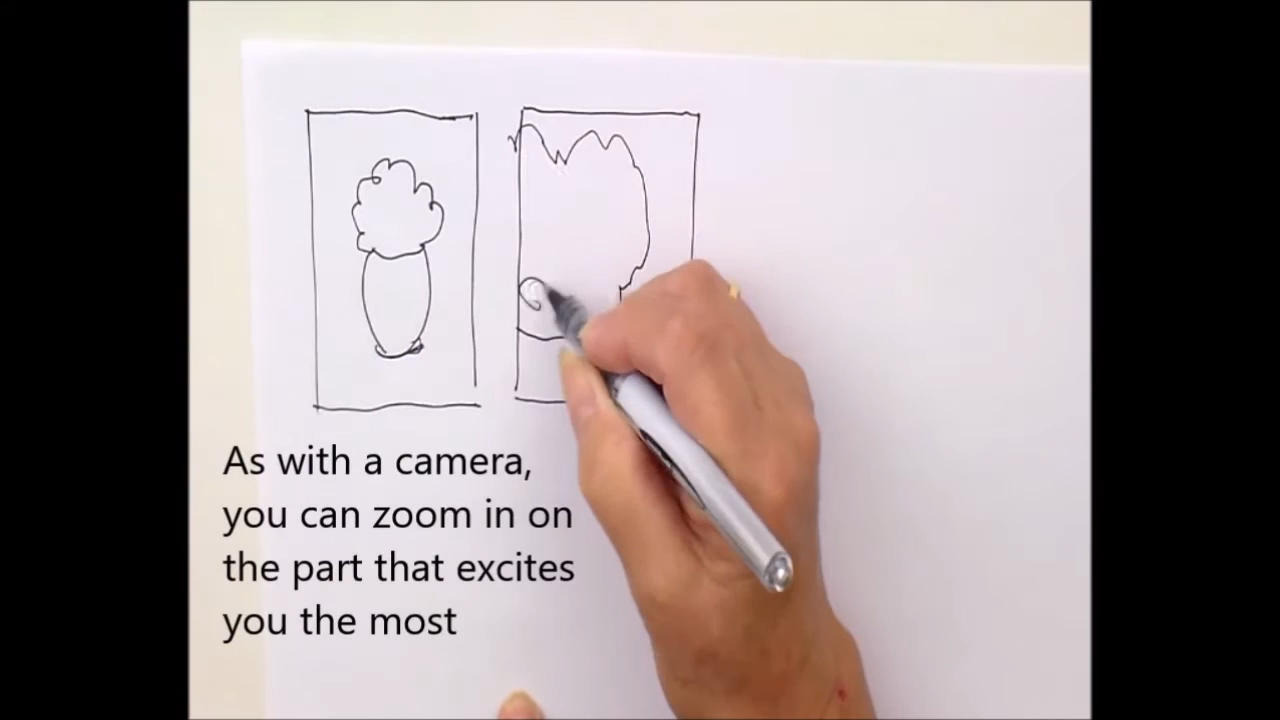 As with a camera,
you can zoom in on
the part that excites
you the most